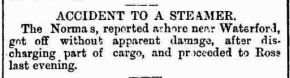 ACCIDENT TO A STEAMER.
The Norma s, reported ashore near Waterford,
got off without apparent damage, after dis-
charging part of cargo, and proceeded to Ross
last evening.